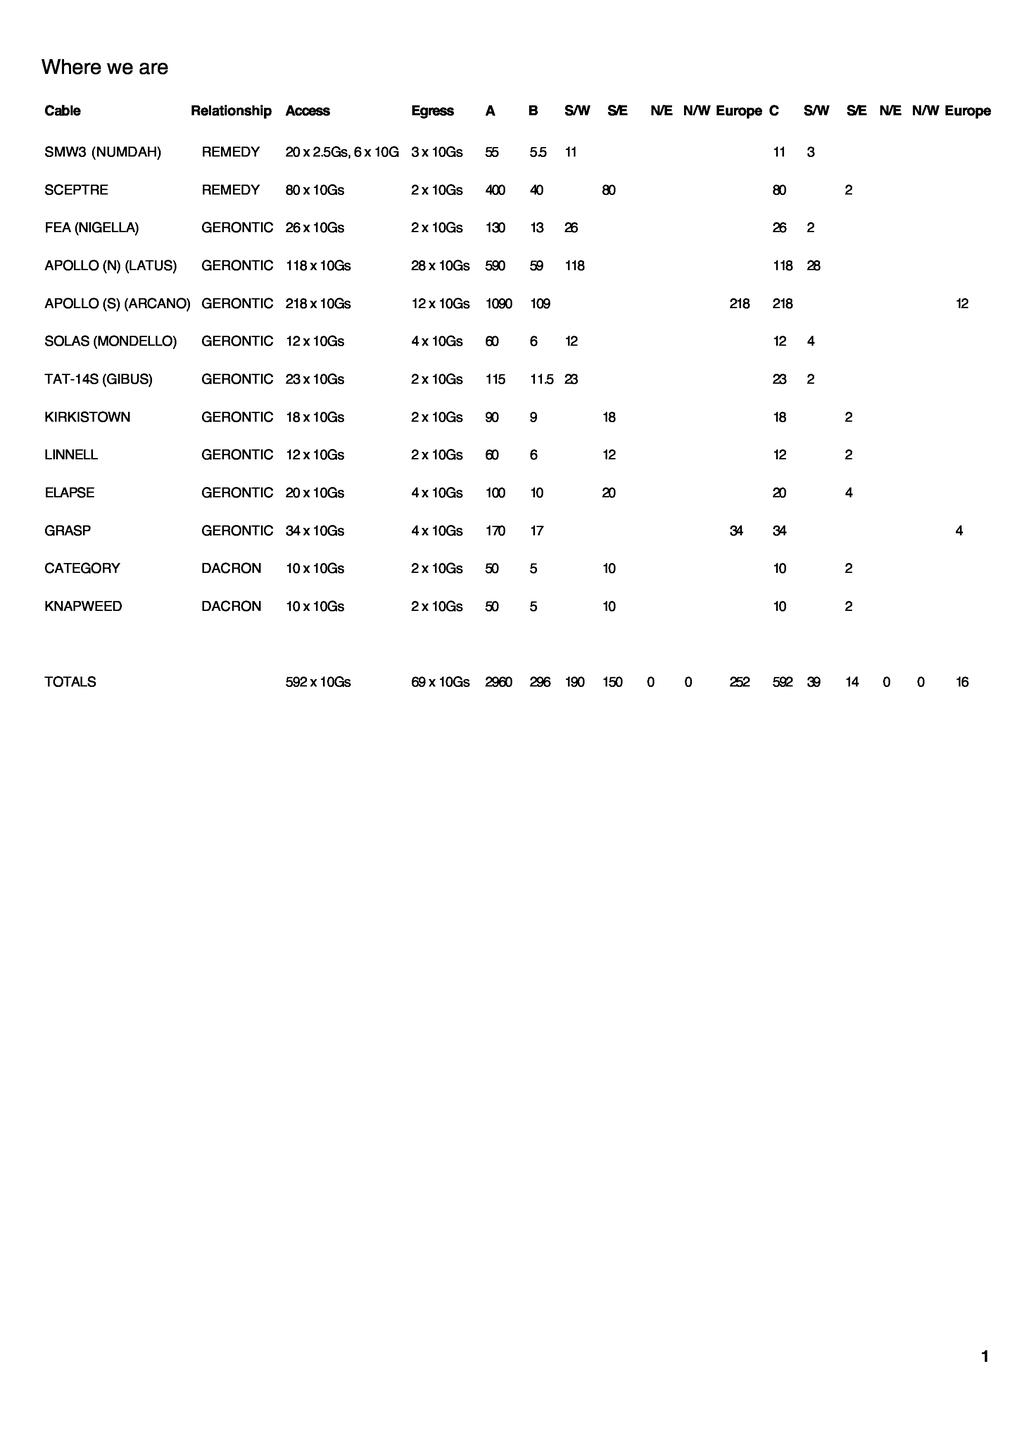 Where we are
Cable Relationship Access Egress A B S/W S/E N/E N/W Europe C S/W S/E N/E N/W Europe
SMW3 (NUMDAH) REMEDY 20 x 2.5Gs, 6 x 10G 3 x 10Gs 55 5.5 11 11 3
SCEPTRE REMEDY 80 x 10Gs 2 x 10Gs 400 40 80 80 2
FEA (NIGELLA) GERONTIC 26 x 10Gs 2 x 10Gs 130 13 26 26 2
APOLLO (N) (LATUS) GERONTIC 118 x 10Gs 28 x 10Gs 590 59 118 118 28
APOLLO (S) (ARCANO) GERONTIC 218 x 10Gs 12 x 10Gs 1090 109 218 218 12
SOLAS (MONDELLO) GERONTIC 12 x 10Gs 4 x 10Gs 60 6 12 12 4
TAT-14S (GIBUS) GERONTIC 23 x 10Gs 2 x 10Gs 115 11.5 23 23 2
KIRKISTOWN GERONTIC 18 x 10Gs 2 x 10Gs 90 9 18 18 2
LINNELL GERONTIC 12 x 10Gs 2 x 10Gs 60 6 12 12 2
ELAPSE GERONTIC 20 x 10Gs 4 x 10Gs 100 10 20 20 4
GRASP GERONTIC 34 x 10Gs 4 x 10Gs 170 17 34 34 4
CATEGORY DACRON 10 x 10Gs 2 x 10Gs 50 5 10 10 2
KNAPWEED DACRON 10 x 10Gs 2 x 10Gs 50 5 10 10 2
TOTALS 592 x 10Gs 69 x 10Gs 2960 296 190 150 0 0 252 592 39 14 0 0 16
1